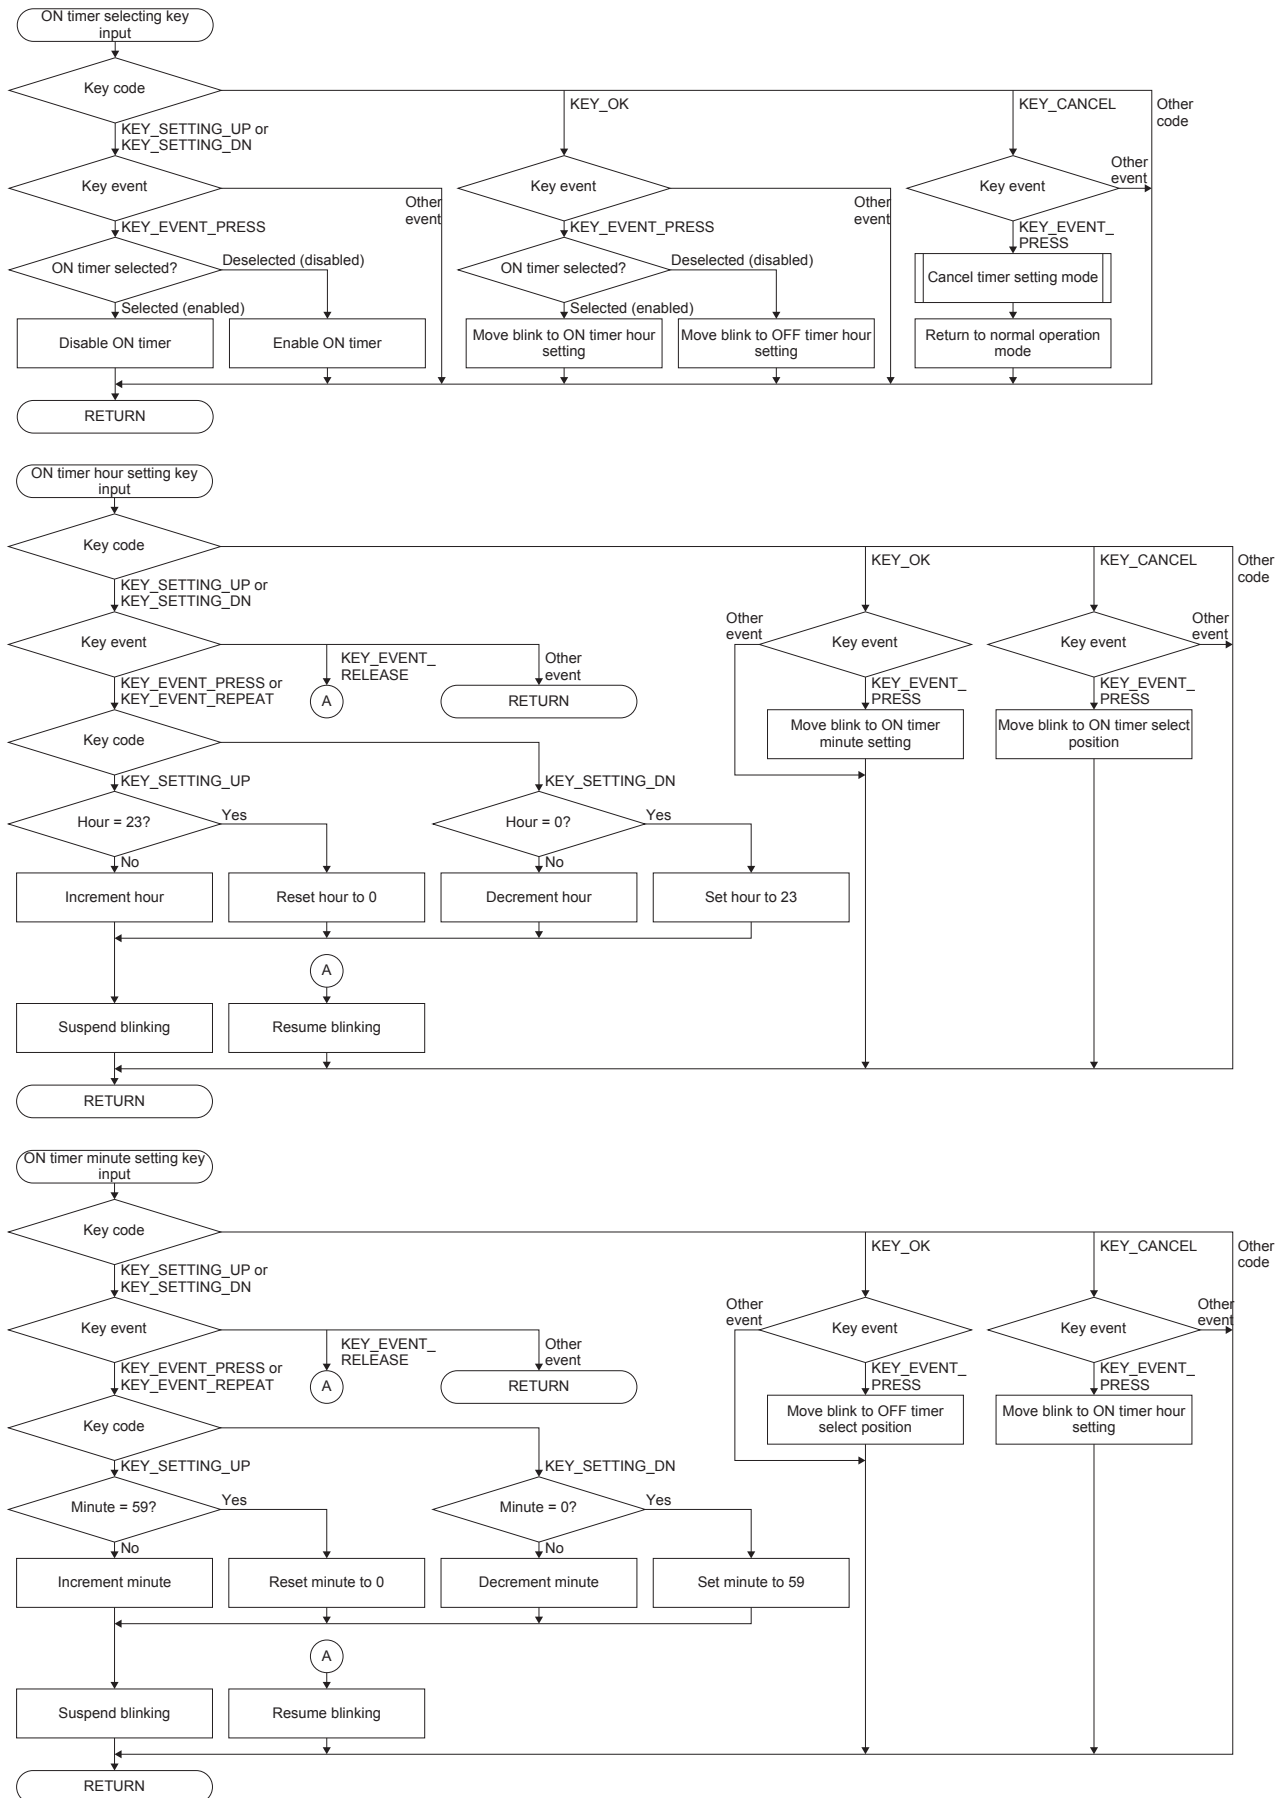 ON timer selecting key
input
Key code
KEY_OK
KEY_CANCEL
Other
code
KEY_SETTING_UP or
KEY_SETTING_DN
Key event
Other
event
Key event
Other
event
Key event
Other
event
KEY_EVENT_PRESS
KEY_EVENT_PRESS
KEY_EVENT_
PRESS
ON timer selected?
Deselected (disabled)
ON timer selected?
Deselected (disabled)
Cancel timer setting mode
Selected (enabled)
Selected (enabled)
Disable ON timer
Enable ON timer
Move blink to ON timer hour
setting
Move blink to OFF timer hour
setting
Return to normal operation
mode
RETURN
ON timer hour setting key
input
Key code
KEY_OK
KEY_CANCEL
Other
code
KEY_SETTING_UP or
KEY_SETTING_DN
Key event
KEY_EVENT_
RELEASE
Other
event
Other
event
Key event
Key event
Other
event
KEY_EVENT_PRESS or
KEY_EVENT_REPEAT
A
RETURN
KEY_EVENT_
PRESS
KEY_EVENT_
PRESS
Key code
Move blink to ON timer
minute setting
Move blink to ON timer select
position
KEY_SETTING_UP
KEY_SETTING_DN
Hour = 23?
Yes
Hour = 0?
Yes
No
No
Increment hour
Reset hour to 0
Decrement hour
Set hour to 23
A
Suspend blinking
Resume blinking
RETURN
ON timer minute setting key
input
Key code
KEY_OK
KEY_CANCEL
Other
code
KEY_SETTING_UP or
KEY_SETTING_DN
Key event
KEY_EVENT_
RELEASE
Other
event
Other
event
Key event
Key event
Other
event
KEY_EVENT_PRESS or
KEY_EVENT_REPEAT
A
RETURN
KEY_EVENT_
PRESS
KEY_EVENT_
PRESS
Key code
Move blink to OFF timer
select position
Move blink to ON timer hour
setting
KEY_SETTING_UP
KEY_SETTING_DN
Minute = 59?
Yes
Minute = 0?
Yes
No
No
Increment minute
Reset minute to 0
Decrement minute
Set minute to 59
A
Suspend blinking
Resume blinking
RETURN